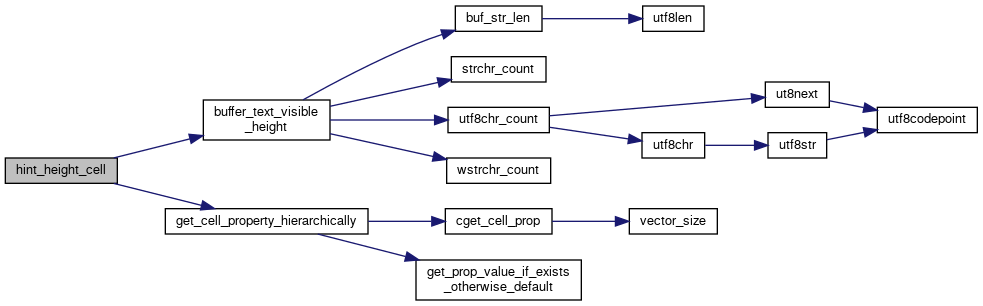 hint_height_cell
buffer_text_visible
_height
buf_str_len
utf8len
strchr_count
utf8chr_count
ut8next
utf8codepoint
utf8chr
utf8str
wstrchr_count
get_cell_property_hierarchically
cget_cell_prop
vector_size
get_prop_value_if_exists
_otherwise_default